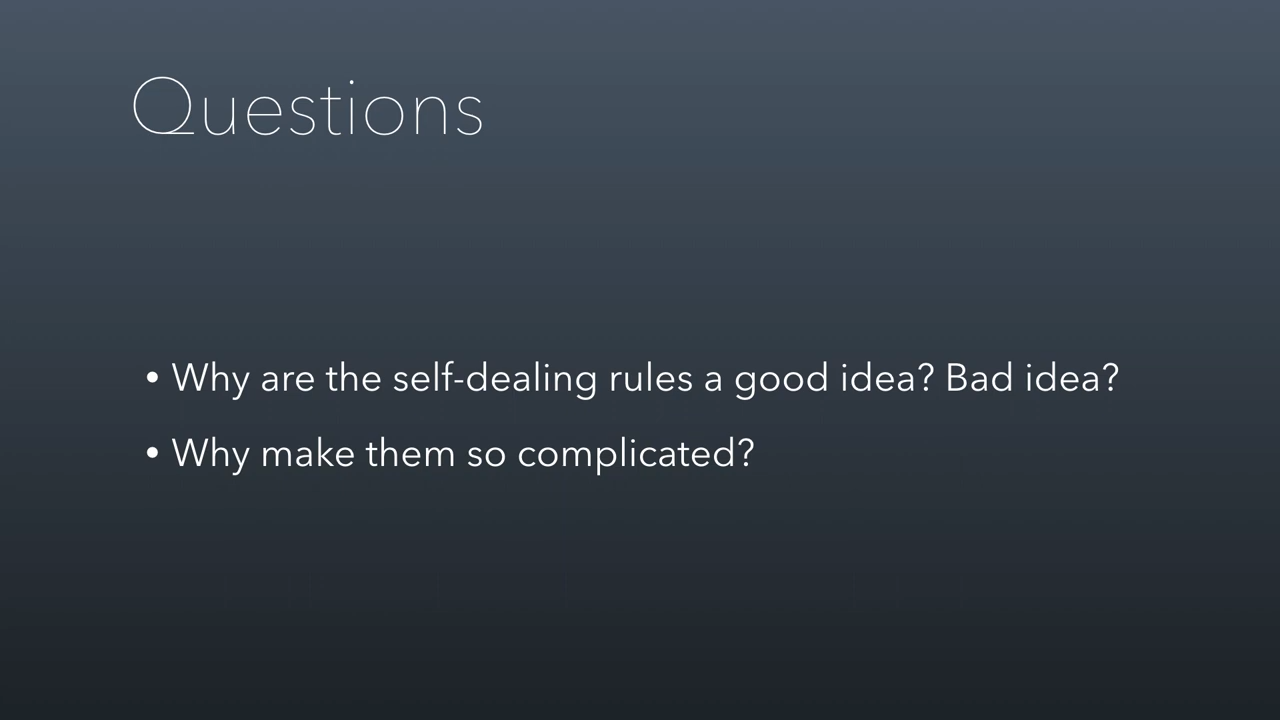 Questions
• Why are the self-dealing rules a good idea? Bad idea?
• Why make them so complicated?